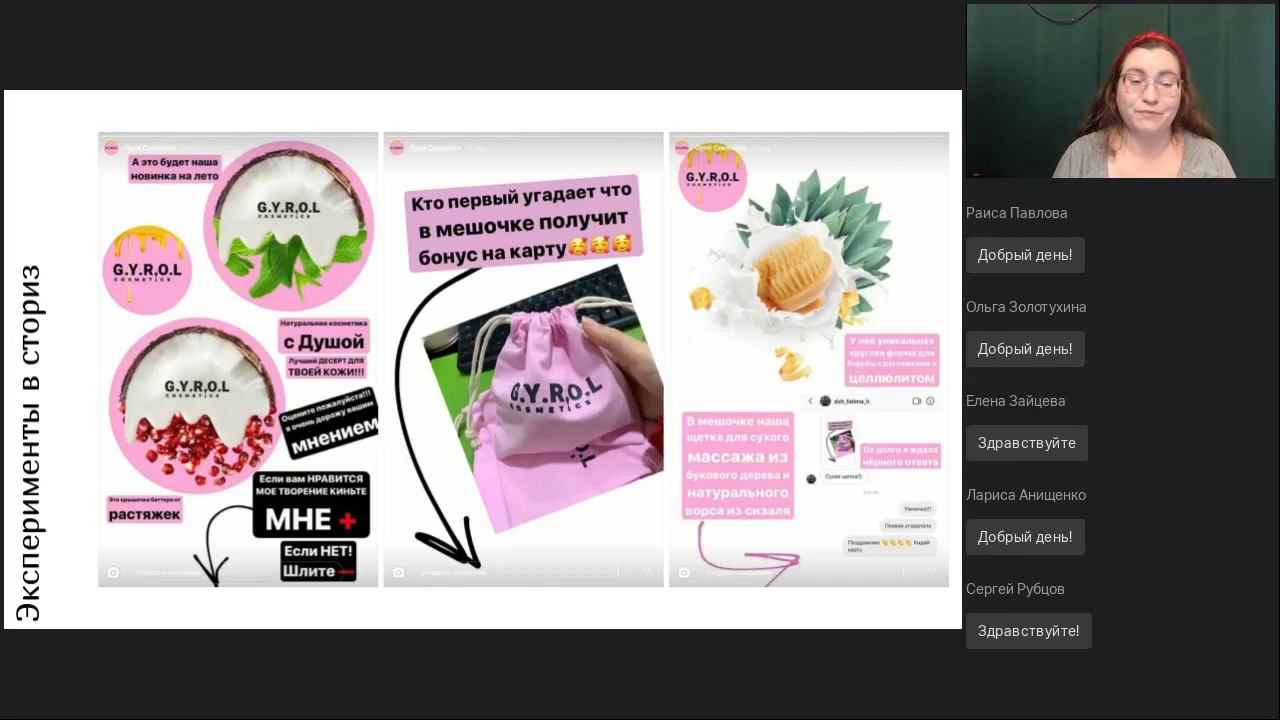 Эксперименты в сториз
А это будет наша
новинка на лето
G.Y.R.O.L
COSMETICS
G.Y.R.O.L
COSMETICS
Натуральная косметика
с Душой
Лучший ДЕСЕРТ ДЛЯ
ТВОЕЙ КОЖИ!!!
G.Y.R.O.L
COSMETICS
Оцените пожалуйста!!!
я очень дорожу вашим
мнением
Если вам НРАВИТСЯ
МОЕ ТВОРЕНИЕ КИНЬТЕ
МНЕ +
Это крышечка баттера от
растяжек
Если НЕТ!
Шлите —
Кто первый угадает что
в мешочке получит
бонус на карту🥰🥰🥰
G.Y.R.O.L
COSMETICS
G.Y.R.O.L
COSMETICS
У неё уникальная
круглая форма для
борьбы с растяжками и
целлюлитом
dzh_fatima_h
В мешочке наша
щетка для сухого
массажа из
букового дерева и
натурального
ворса из сизаля
Ох долго я ждала
чёрного ответа
Сухая щетка!!!
Умничка!!!
Первая угадалала
Поздравляю 👏👏👏👏 Кидай
карту
Раиса Павлова
Добрый день!
Ольга Золотухина
Добрый день!
Елена Зайцева
Здравствуйте
Лариса Анищенко
Добрый день!
Сергей Рубцов
Здравствуйте!